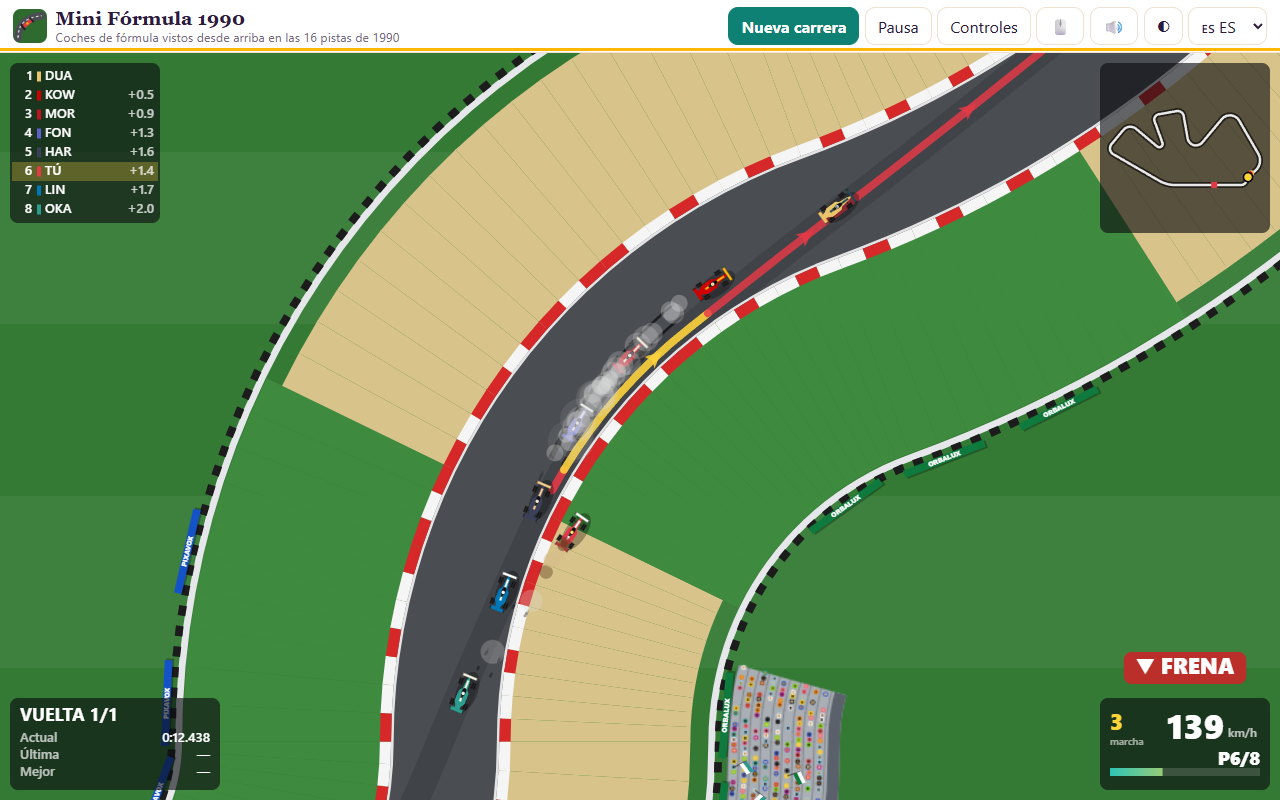 Mini Fórmula 1990
Coches de fórmula vistos desde arriba en las 16 pistas de 1990
Nueva carrera
Pausa
Controles
ES ES
1 DUA
2 KOW +0.5
3 MOR +0.9
4 FON +1.3
5 HAR +1.6
6 TÚ +1.4
7 LIN +1.7
8 OKA +2.0
ORBALUX
ORBALUX
ORBALUX
PIXAVOX
PIXAVOX
ORBALUX
FRENA
VUELTA 1/1
Actual 0:12.438
Última —
Mejor —
3
marcha
139 km/h
P6/8